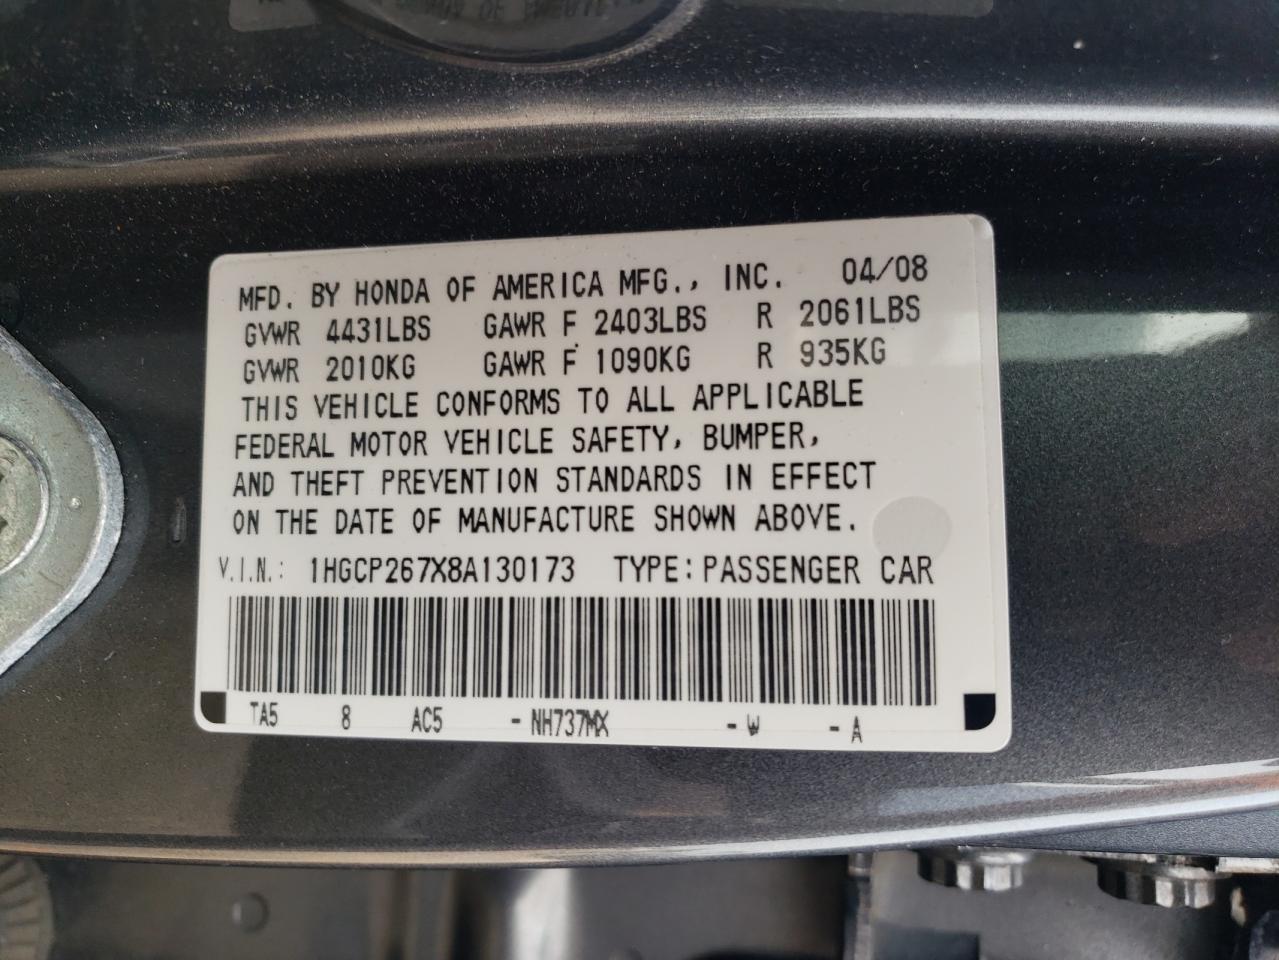 MFD. BY HONDA OF AMERICA MFG., INC. 04/08
GVWR 4431LBS GAWR F 2403LBS R 2061LBS
GVWR 2010KG GAWR F 1090KG R 935KG
THIS VEHICLE CONFORMS TO ALL APPLICABLE
FEDERAL MOTOR VEHICLE SAFETY, BUMPER,
AND THEFT PREVENTION STANDARDS IN EFFECT
ON THE DATE OF MANUFACTURE SHOWN ABOVE.
V.I.N.: 1HGCP267X8A130173 TYPE: PASSENGER CAR
TA5 8 AC5 - NH737MX - W - A